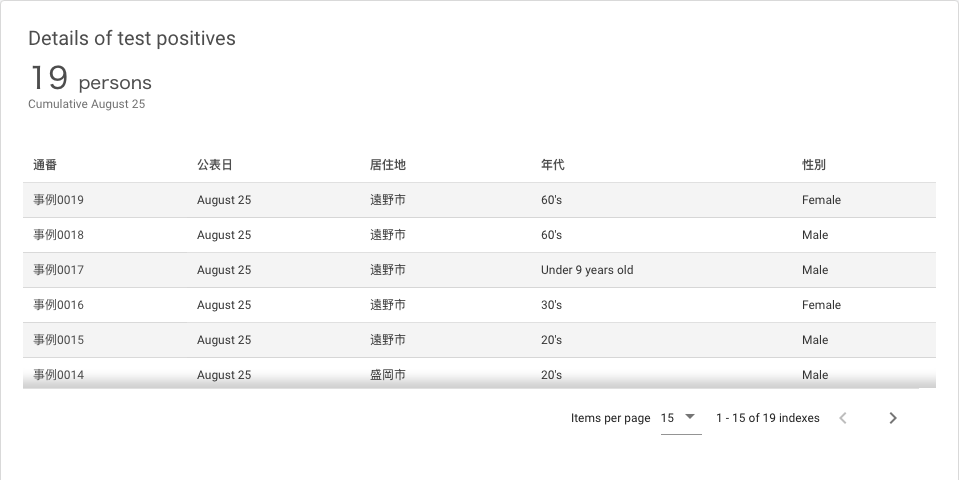 Details of test positives
19 persons
Cumulative August 25
通番 公表日 居住地 年代 性別
事例0019 August 25 遠野市 60's Female
事例0018 August 25 遠野市 60's Male
事例0017 August 25 遠野市 Under 9 years old Male
事例0016 August 25 遠野市 30's Female
事例0015 August 25 遠野市 20's Male
事例0014 August 25 盛岡市 20's Male
Items per page 15 1 - 15 of 19 indexes